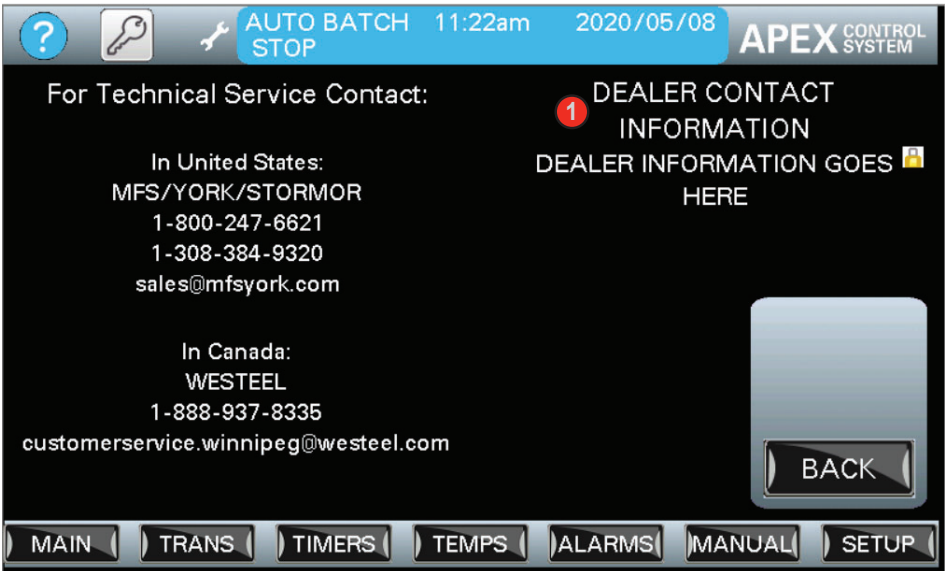 ?
AUTO BATCH 11:22am 2020/05/08
STOP
APEX CONTROL
SYSTEM
For Technical Service Contact:
In United States:
MFS/YORK/STORMOR
1-800-247-6621
1-308-384-9320
sales@mfsyork.com
In Canada:
WESTEEL
1-888-937-8335
customerservice.winnipeg@westeel.com
1
DEALER CONTACT
INFORMATION
DEALER INFORMATION GOES
HERE
BACK
MAIN TRANS TIMERS TEMPS ALARMS MANUAL SETUP